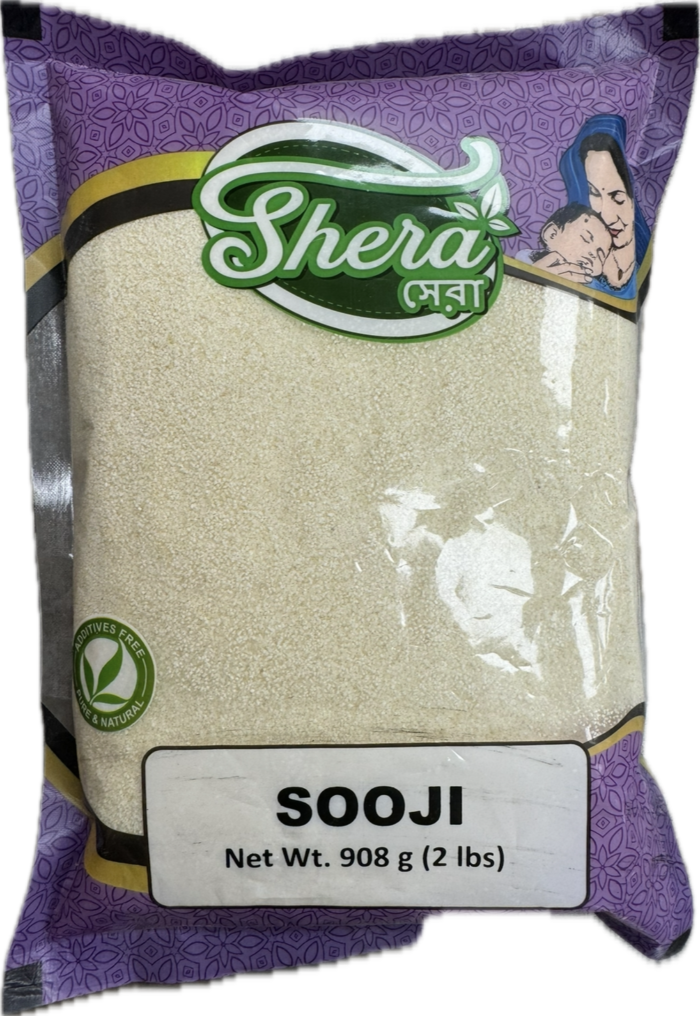 Shera
সেরা
ADDITIVES FREE
PURE & NATURAL
SOOJI
Net Wt. 908 g (2 lbs)